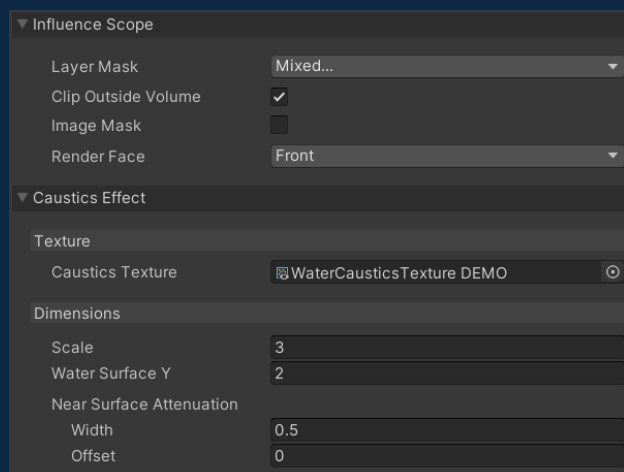 Influence Scope
Layer Mask Mixed...
Clip Outside Volume
Image Mask
Render Face Front
Caustics Effect
Texture
Caustics Texture WaterCausticsTexture DEMO
Dimensions
Scale 3
Water Surface Y 2
Near Surface Attenuation
Width 0.5
Offset 0